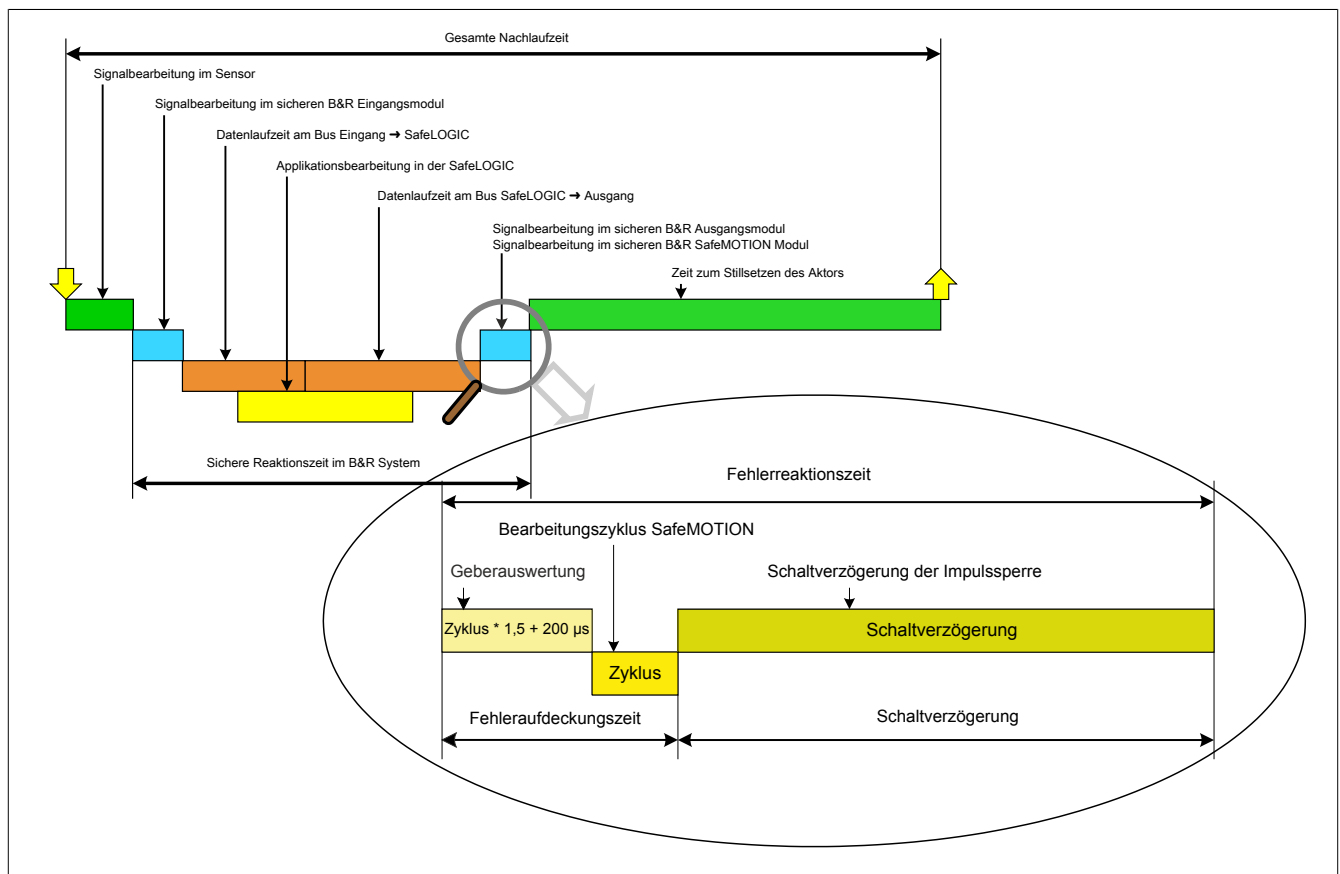 Gesamte Nachlaufzeit
Signalbearbeitung im Sensor
Signalbearbeitung im sicheren B&R Eingangsmodul
Datenlaufzeit am Bus Eingang ➜ SafeLOGIC
Applikationsbearbeitung in der SafeLOGIC
Datenlaufzeit am Bus SafeLOGIC ➜ Ausgang
Signalbearbeitung im sicheren B&R Ausgangsmodul
Signalbearbeitung im sicheren B&R SafeMOTION Modul
Zeit zum Stillsetzen des Aktors
Sichere Reaktionszeit im B&R System
Fehlerreaktionszeit
Bearbeitungszyklus SafeMOTION
Geberauswertung
Schaltverzögerung der Impulssperre
Zyklus * 1,5 + 200 µs
Schaltverzögerung
Zyklus
Fehleraufdeckungszeit
Schaltverzögerung